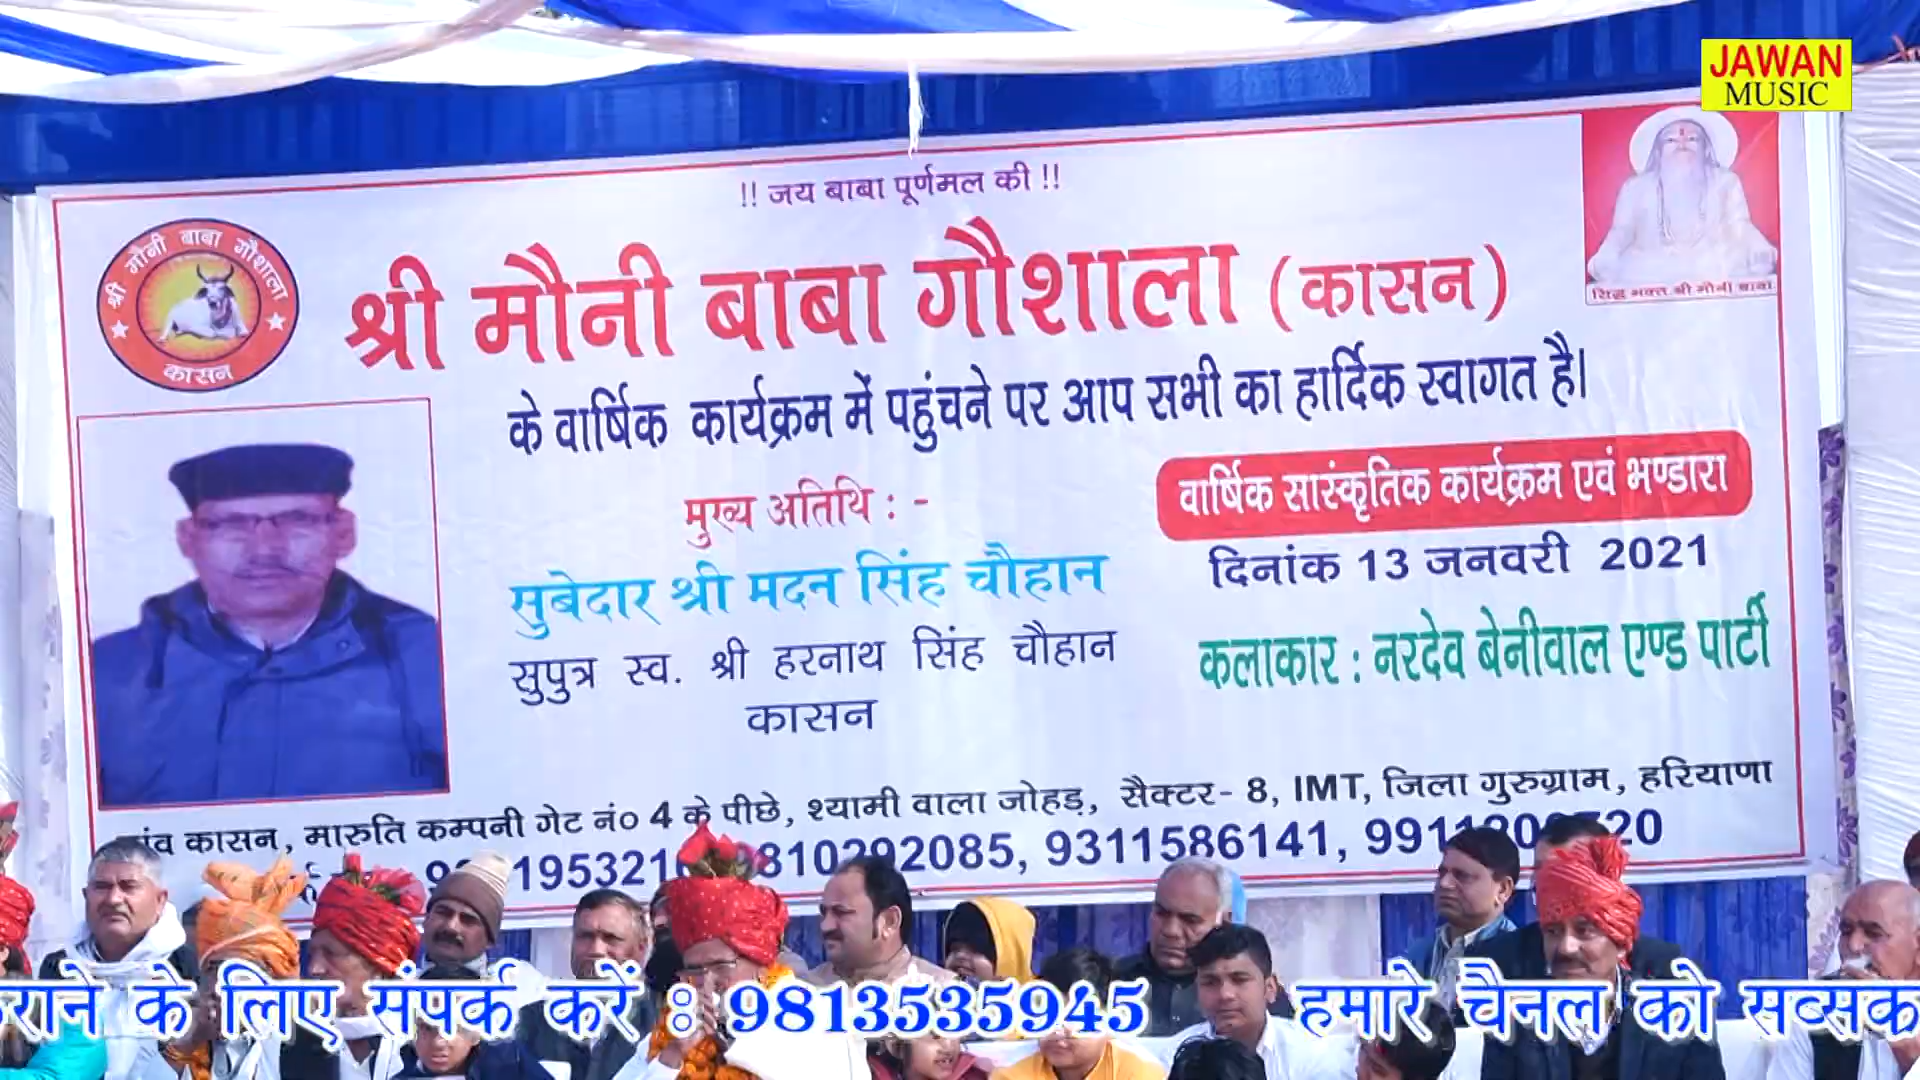 JAWAN
MUSIC
!! जय बाबा पूर्णमल की !!
श्री मौनी बाबा गौशाला
कासन
श्री मौनी बाबा गौशाला (कासन)
सिद्ध भक्त श्री मौनी बाबा
के वार्षिक कार्यक्रम में पहुंचने पर आप सभी का हार्दिक स्वागत है।
मुख्य अतिथि : -
सुबेदार श्री मदन सिंह चौहान
सुपुत्र स्व. श्री हरनाथ सिंह चौहान
कासन
वार्षिक सांस्कृतिक कार्यक्रम एवं भण्डारा
दिनांक 13 जनवरी 2021
कलाकार : नरदेव बेनीवाल एण्ड पार्टी
कासन, मारुति कम्पनी गेट नं० 4 के पीछे, श्यामी वाला जोहड़, सैक्टर- 8, IMT, जिला गुरुग्राम, हरियाणा
9311586141,
के लिए संपर्क करें : 9813535945 हमारे चैनल को